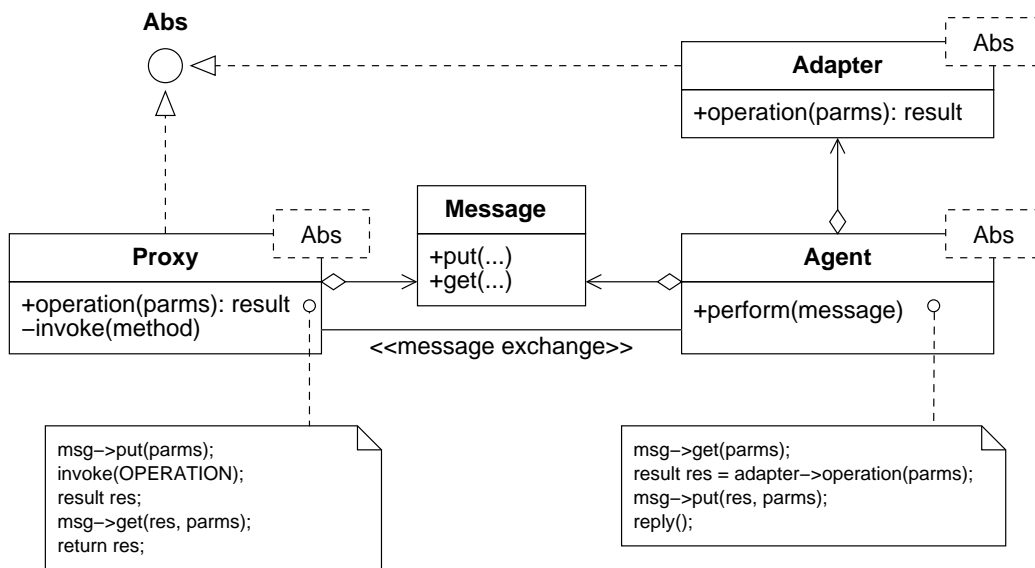 Abs
Abs
Adapter
+operation(parms): result
Message
+put(...)
+get(...)
Abs
Proxy
+operation(parms): result
−invoke(method)
Abs
Agent
+perform(message)
<<message exchange>>
msg−>put(parms);
invoke(OPERATION);
result res;
msg−>get(res, parms);
return res;
msg−>get(parms);
result res = adapter−>operation(parms);
msg−>put(res, parms);
reply();